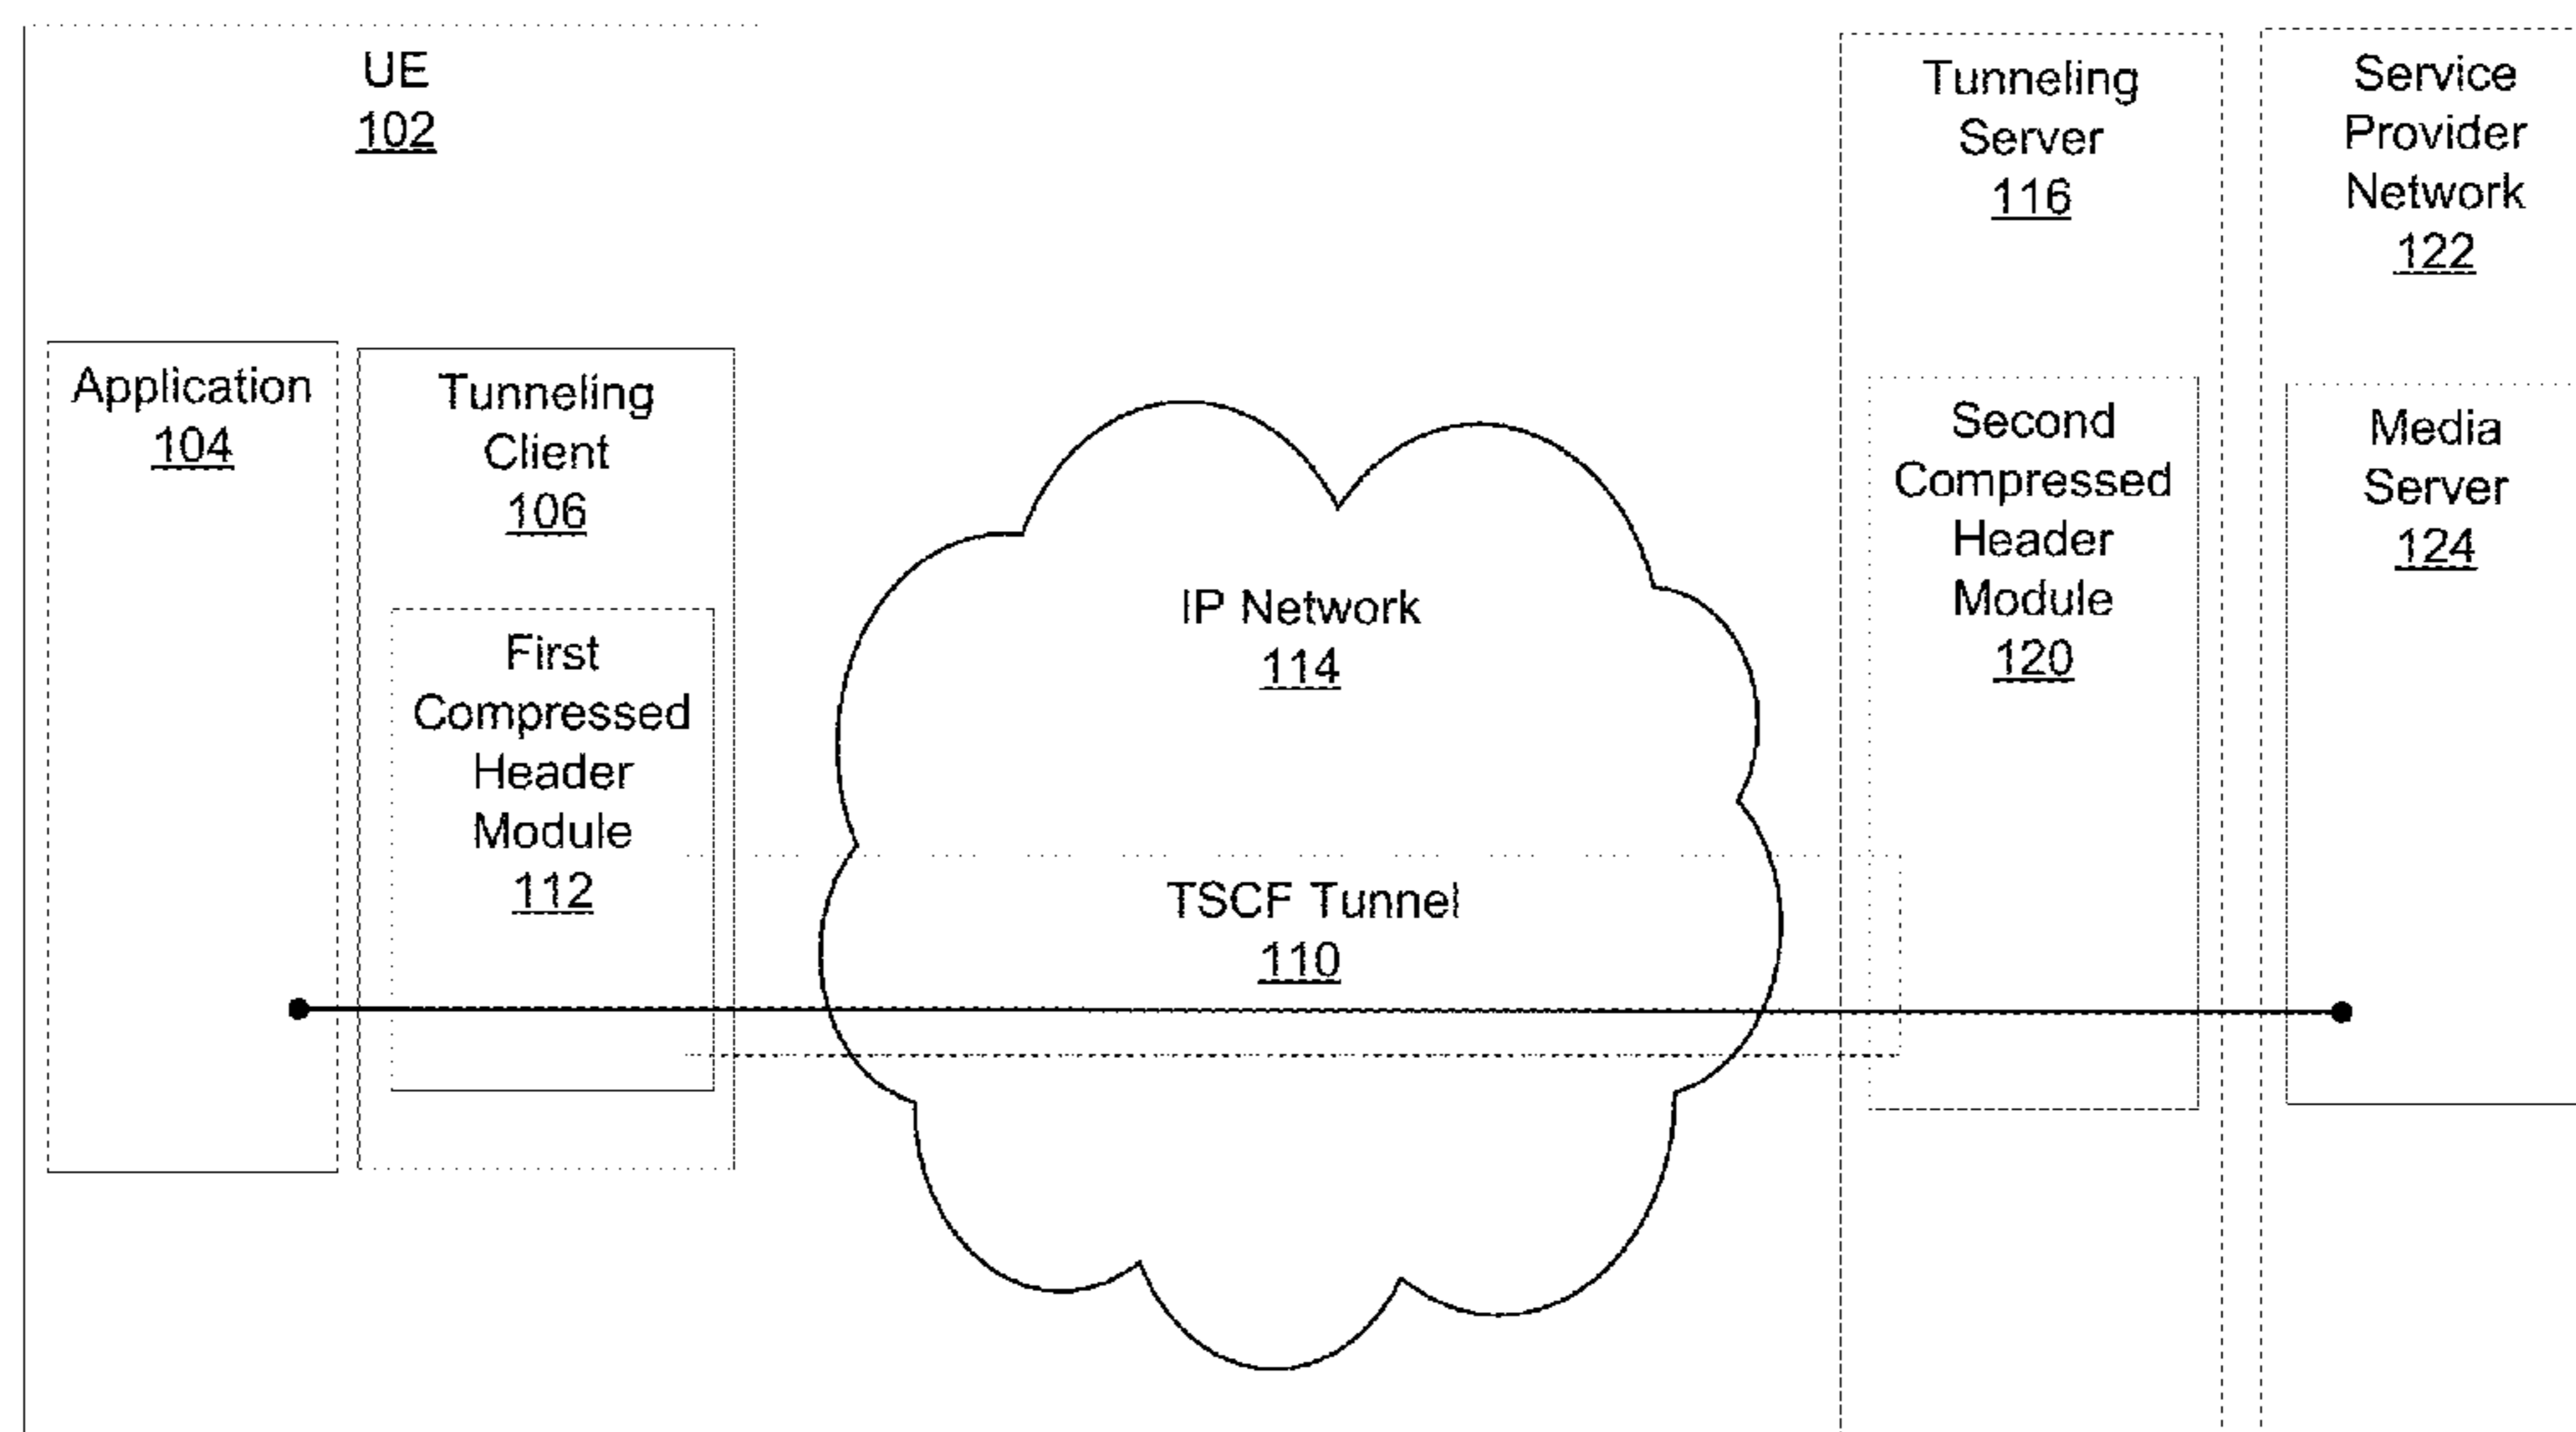 UE
102
Application
104
Tunneling
Client
106
First
Compressed
Header
Module
112
IP Network
114
TSCF Tunnel
110
Tunneling
Server
116
Second
Compressed
Header
Module
120
Service
Provider
Network
122
Media
Server
124